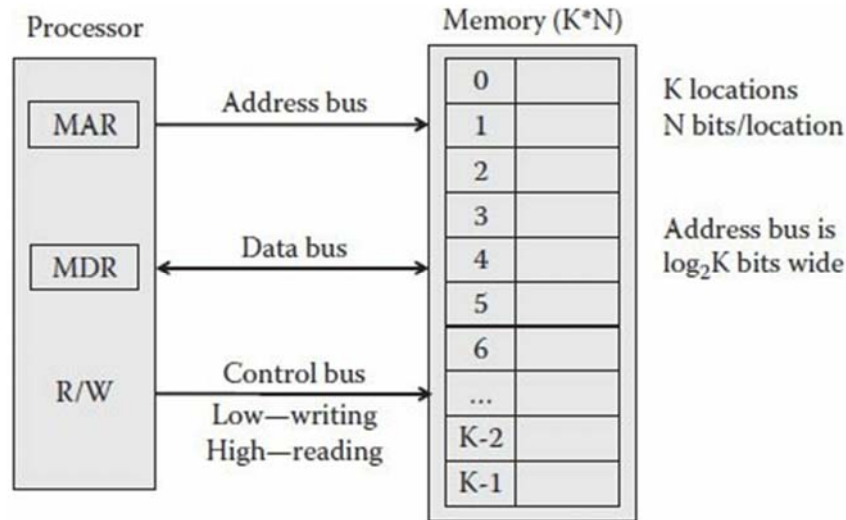 Processor
Memory (K*N)
MAR
Address bus
MDR
Data bus
R/W
Control bus
Low—writing
High—reading
0
1
2
3
4
5
6
...
K-2
K-1
K locations
N bits/location
Address bus is
log₂K bits wide